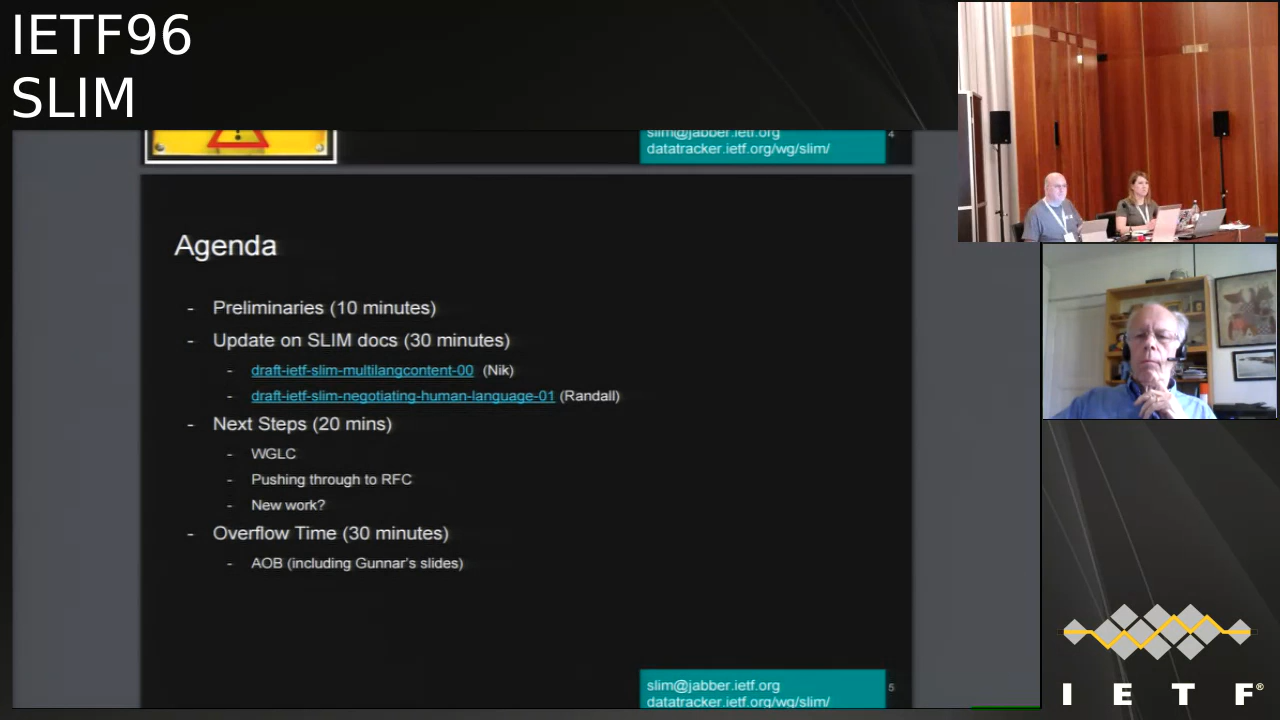 IETF96
SLIM
slim@jabber.ietf.org
4
datatracker.ietf.org/wg/slim/
Agenda
- Preliminaries (10 minutes)
- Update on SLIM docs (30 minutes)
- draft-ietf-slim-multilangcontent-00 (Nik)
- draft-ietf-slim-negotiating-human-language-01 (Randall)
- Next Steps (20 mins)
- WGLC
- Pushing through to RFC
- New work?
- Overflow Time (30 minutes)
- AOB (including Gunnar's slides)
slim@jabber.ietf.org
5
datatracker.ietf.org/wg/slim/
I E T F®